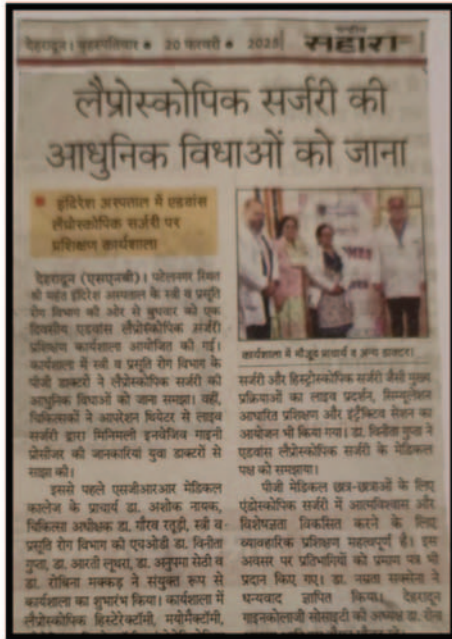 देहरादून। बृहस्पतिवार ● 20 फरवरी ● 2025
सहारा
लैप्रोस्कोपिक सर्जरी की
आधुनिक विधाओं को जाना
■ इंदिरेश अस्पताल में एडवांस
लैप्रोस्कोपिक सर्जरी पर
प्रशिक्षण कार्यशाला
देहरादून (एसएनबी)। पटेलनगर स्थित
श्री महंत इंदिरेश अस्पताल के स्त्री व प्रसूति
रोग विभाग की ओर से बुधवार को एक
दिवसीय एडवांस लैप्रोस्कोपिक सर्जरी
प्रशिक्षण कार्यशाला आयोजित की गई।
कार्यशाला में स्त्री व प्रसूति रोग विभाग के
पीजी डाक्टरों ने लैप्रोस्कोपिक सर्जरी की
आधुनिक विधाओं को जाना समझा। वहीं,
चिकित्सकों ने आपरेशन थियेटर से लाइव
सर्जरी द्वारा मिनिमली इनवेजिव गाइनी
प्रोसीजर की जानकारियां युवा डाक्टरों से
साझा की।
इससे पहले एसजीआरआर मेडिकल
कालेज के प्राचार्य डा. अशोक नायक,
चिकित्सा अधीक्षक डा. गौरव रतूड़ी, स्त्री व
प्रसूति रोग विभाग की एचओडी डा. विनीता
गुप्ता, डा. आरती लूथरा, डा. अनुपमा सेठी व
डा. रोबिना मक्कड़ ने संयुक्त रूप से
कार्यशाला का शुभारंभ किया। कार्यशाला में
लैप्रोस्कोपिक हिस्टेरेक्टॉमी, मयोमैक्टॉमी,
कार्यशाला में मौजूद प्राचार्य व अन्य डाक्टर।
सर्जरी और हिस्ट्रोस्कोपिक सर्जरी जैसी मुख्य
प्रक्रियाओं का लाइव प्रदर्शन, सिम्युलेशन
आधारित प्रशिक्षण और इंट्रैक्टिव सेशन का
आयोजन भी किया गया। डा. विनीता गुप्ता ने
एडवांस लैप्रोस्कोपिक सर्जरी के मेडिकल
पक्ष को समझाया।
पीजी मेडिकल छात्र-छात्राओं के लिए
एंडोस्कोपिक सर्जरी में आत्मविश्वास और
विशेषज्ञता विकसित करने के लिए
व्यावहारिक प्रशिक्षण महत्वपूर्ण है। इस
अवसर पर प्रतिभागियों को प्रमाण पत्र भी
प्रदान किए गए। डा. नम्रता सक्सेना ने
धन्यवाद ज्ञापित किया। देहरादून
गाइनकोलाजी सोसाइटी की अध्यक्ष डा. रीना